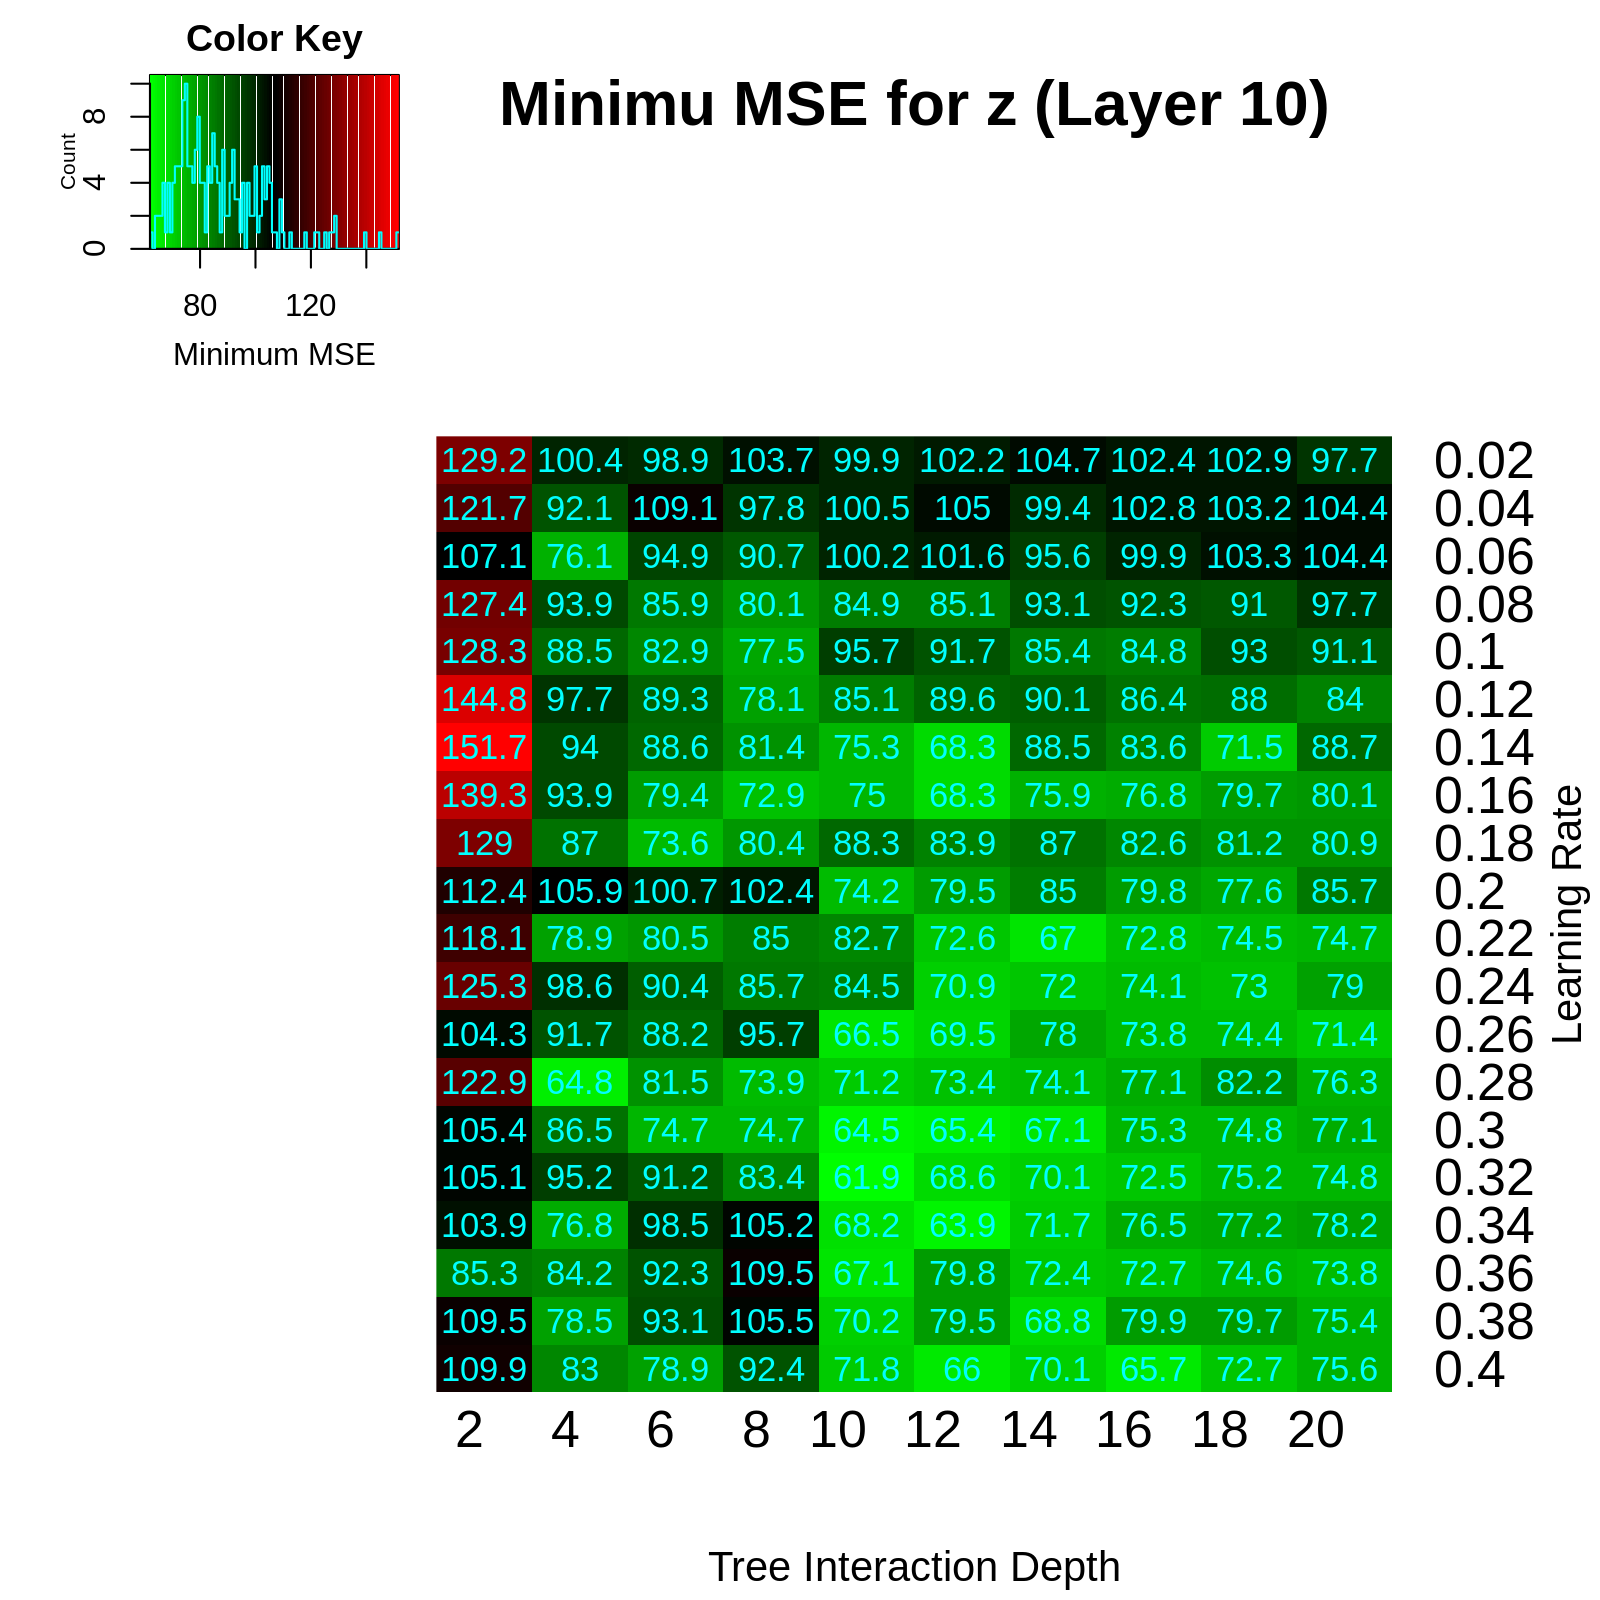 Color Key
Minimu MSE for z (Layer 10)
Count
0 4 8
80 120
Minimum MSE
129.2 100.4 98.9 103.7 99.9 102.2 104.7 102.4 102.9 97.7 0.02
121.7 92.1 109.1 97.8 100.5 105 99.4 102.8 103.2 104.4 0.04
107.1 76.1 94.9 90.7 100.2 101.6 95.6 99.9 103.3 104.4 0.06
127.4 93.9 85.9 80.1 84.9 85.1 93.1 92.3 91 97.7 0.08
128.3 88.5 82.9 77.5 95.7 91.7 85.4 84.8 93 91.1 0.1
144.8 97.7 89.3 78.1 85.1 89.6 90.1 86.4 88 84 0.12
151.7 94 88.6 81.4 75.3 68.3 88.5 83.6 71.5 88.7 0.14
139.3 93.9 79.4 72.9 75 68.3 75.9 76.8 79.7 80.1 0.16
129 87 73.6 80.4 88.3 83.9 87 82.6 81.2 80.9 0.18
112.4 105.9 100.7 102.4 74.2 79.5 85 79.8 77.6 85.7 0.2
118.1 78.9 80.5 85 82.7 72.6 67 72.8 74.5 74.7 0.22
125.3 98.6 90.4 85.7 84.5 70.9 72 74.1 73 79 0.24
104.3 91.7 88.2 95.7 66.5 69.5 78 73.8 74.4 71.4 0.26
122.9 64.8 81.5 73.9 71.2 73.4 74.1 77.1 82.2 76.3 0.28
105.4 86.5 74.7 74.7 64.5 65.4 67.1 75.3 74.8 77.1 0.3
105.1 95.2 91.2 83.4 61.9 68.6 70.1 72.5 75.2 74.8 0.32
103.9 76.8 98.5 105.2 68.2 63.9 71.7 76.5 77.2 78.2 0.34
85.3 84.2 92.3 109.5 67.1 79.8 72.4 72.7 74.6 73.8 0.36
109.5 78.5 93.1 105.5 70.2 79.5 68.8 79.9 79.7 75.4 0.38
109.9 83 78.9 92.4 71.8 66 70.1 65.7 72.7 75.6 0.4
Learning Rate
2 4 6 8 10 12 14 16 18 20
Tree Interaction Depth